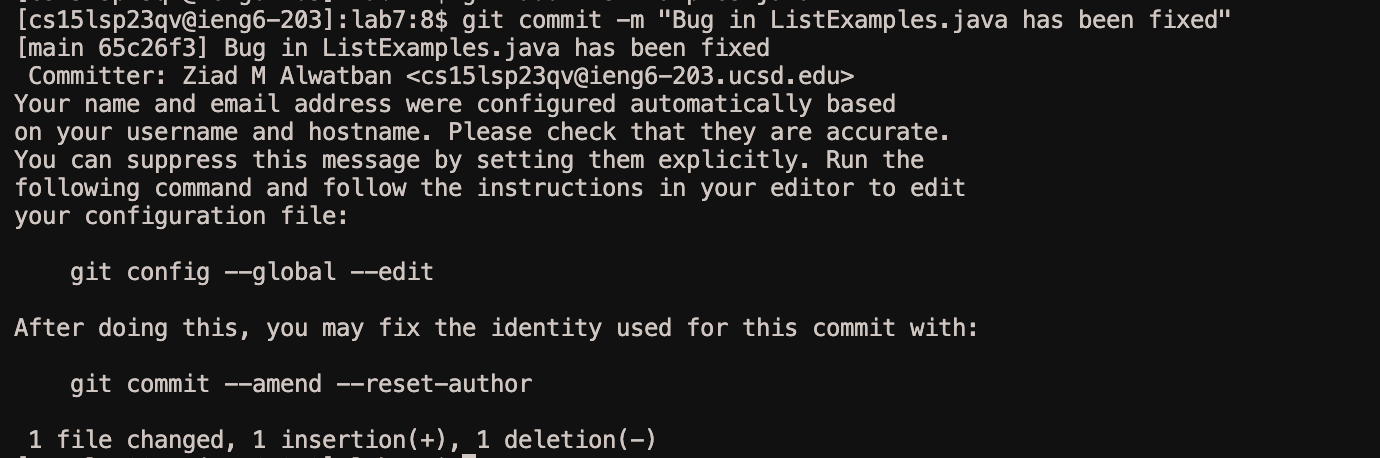 [cs15lsp23qv@ieng6-203]:lab7:8$ git commit -m "Bug in ListExamples.java has been fixed"
[main 65c26f3] Bug in ListExamples.java has been fixed
 Committer: Ziad M Alwatban <cs15lsp23qv@ieng6-203.ucsd.edu>
Your name and email address were configured automatically based
on your username and hostname. Please check that they are accurate.
You can suppress this message by setting them explicitly. Run the
following command and follow the instructions in your editor to edit
your configuration file:

    git config --global --edit

After doing this, you may fix the identity used for this commit with:

    git commit --amend --reset-author

 1 file changed, 1 insertion(+), 1 deletion(-)